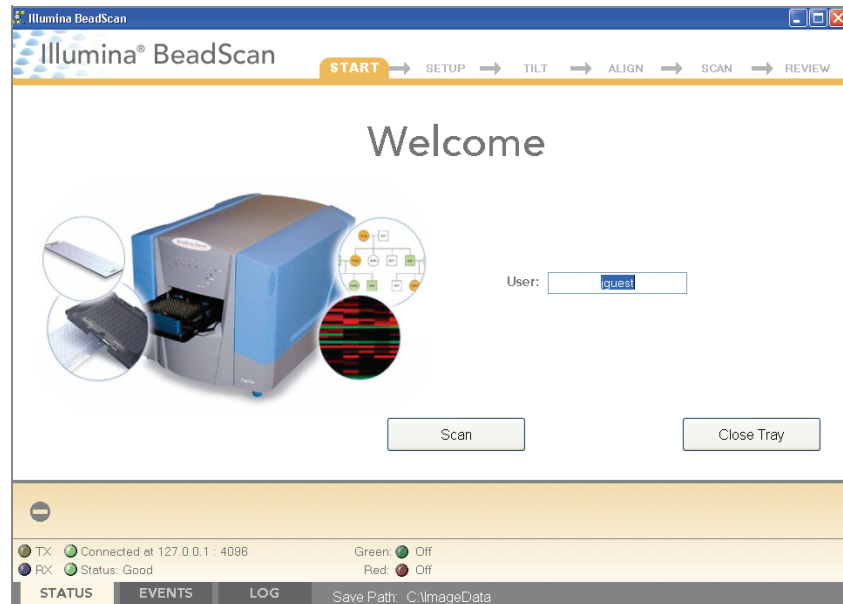 Illumina BeadScan
Illumina® BeadScan
START SETUP TILT ALIGN SCAN REVIEW
Welcome
User: jquest
Scan Close Tray
TX Connected at 127.0.0.1 : 4096 Green: Off
RX Status: Good Red: Off
STATUS EVENTS LOG Save Path: C:\ImageData